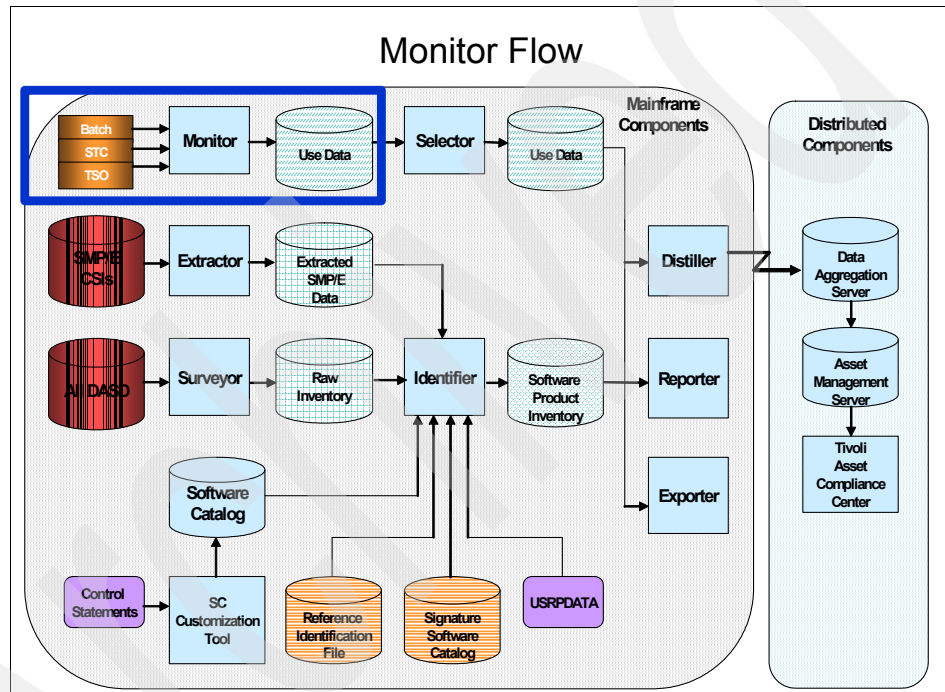 Monitor Flow
Mainframe
Components
Distributed
Components
Batch
STC
TSO
Monitor
Use Data
Selector
Use Data
SMP/E
CSIs
Extractor
Extracted
SMP/E
Data
Distiller
Data
Aggregation
Server
All DASD
Surveyor
Raw
Inventory
Identifier
Software
Product
Inventory
Reporter
Asset
Management
Server
Software
Catalog
Exporter
Tivoli
Asset
Compliance
Center
Control
Statements
SC
Customization
Tool
Reference
Identification
File
Signature
Software
Catalog
USRPDATA